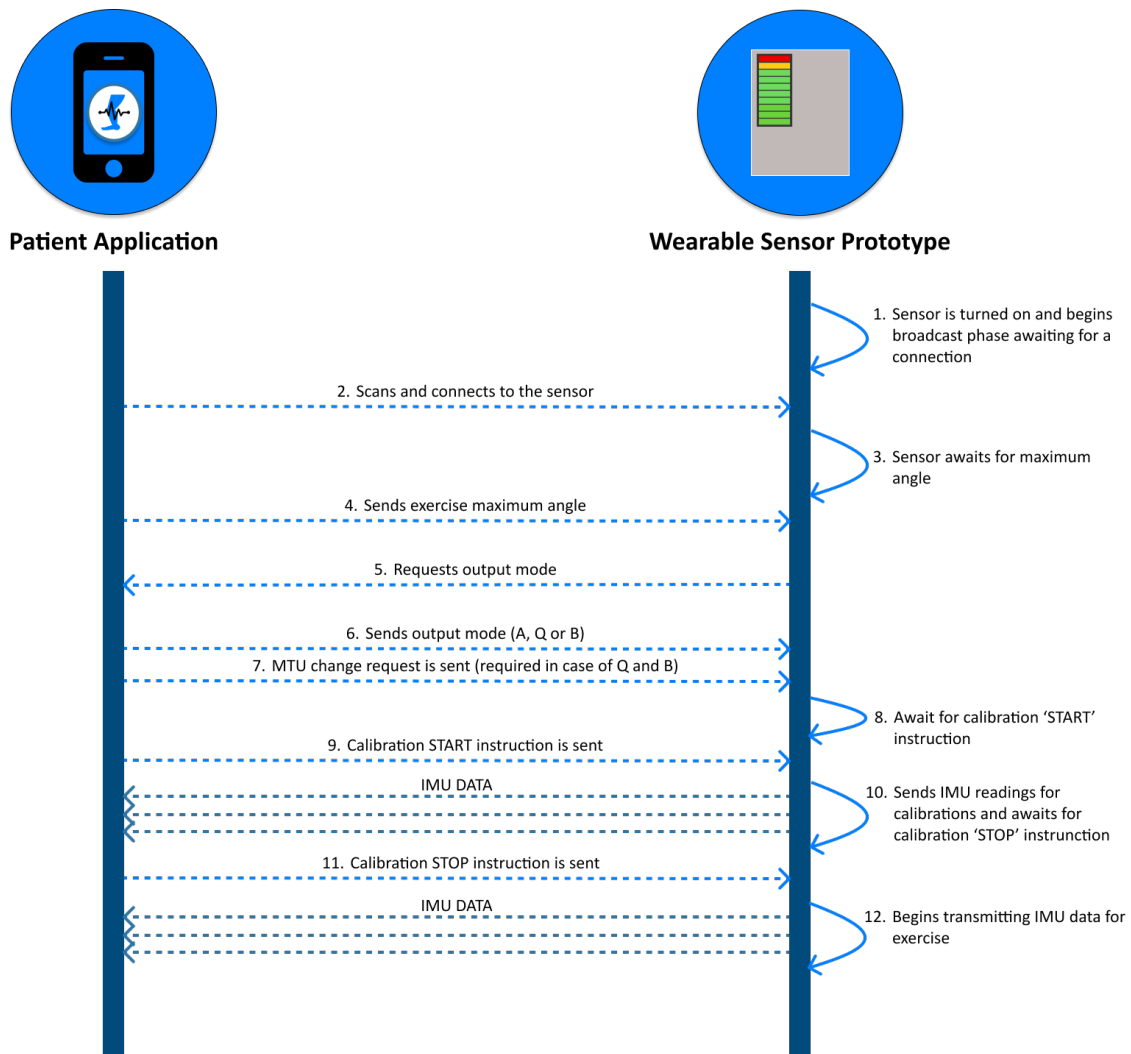 Patient Application
Wearable Sensor Prototype
1. Sensor is turned on and begins
broadcast phase awaiting for a
connection
2. Scans and connects to the sensor
3. Sensor awaits for maximum
angle
4. Sends exercise maximum angle
5. Requests output mode
6. Sends output mode (A, Q or B)
7. MTU change request is sent (required in case of Q and B)
8. Await for calibration ‘START’
instruction
9. Calibration START instruction is sent
IMU DATA
10. Sends IMU readings for
calibrations and awaits for
calibration ‘STOP’ instrunction
11. Calibration STOP instruction is sent
IMU DATA
12. Begins transmitting IMU data for
exercise